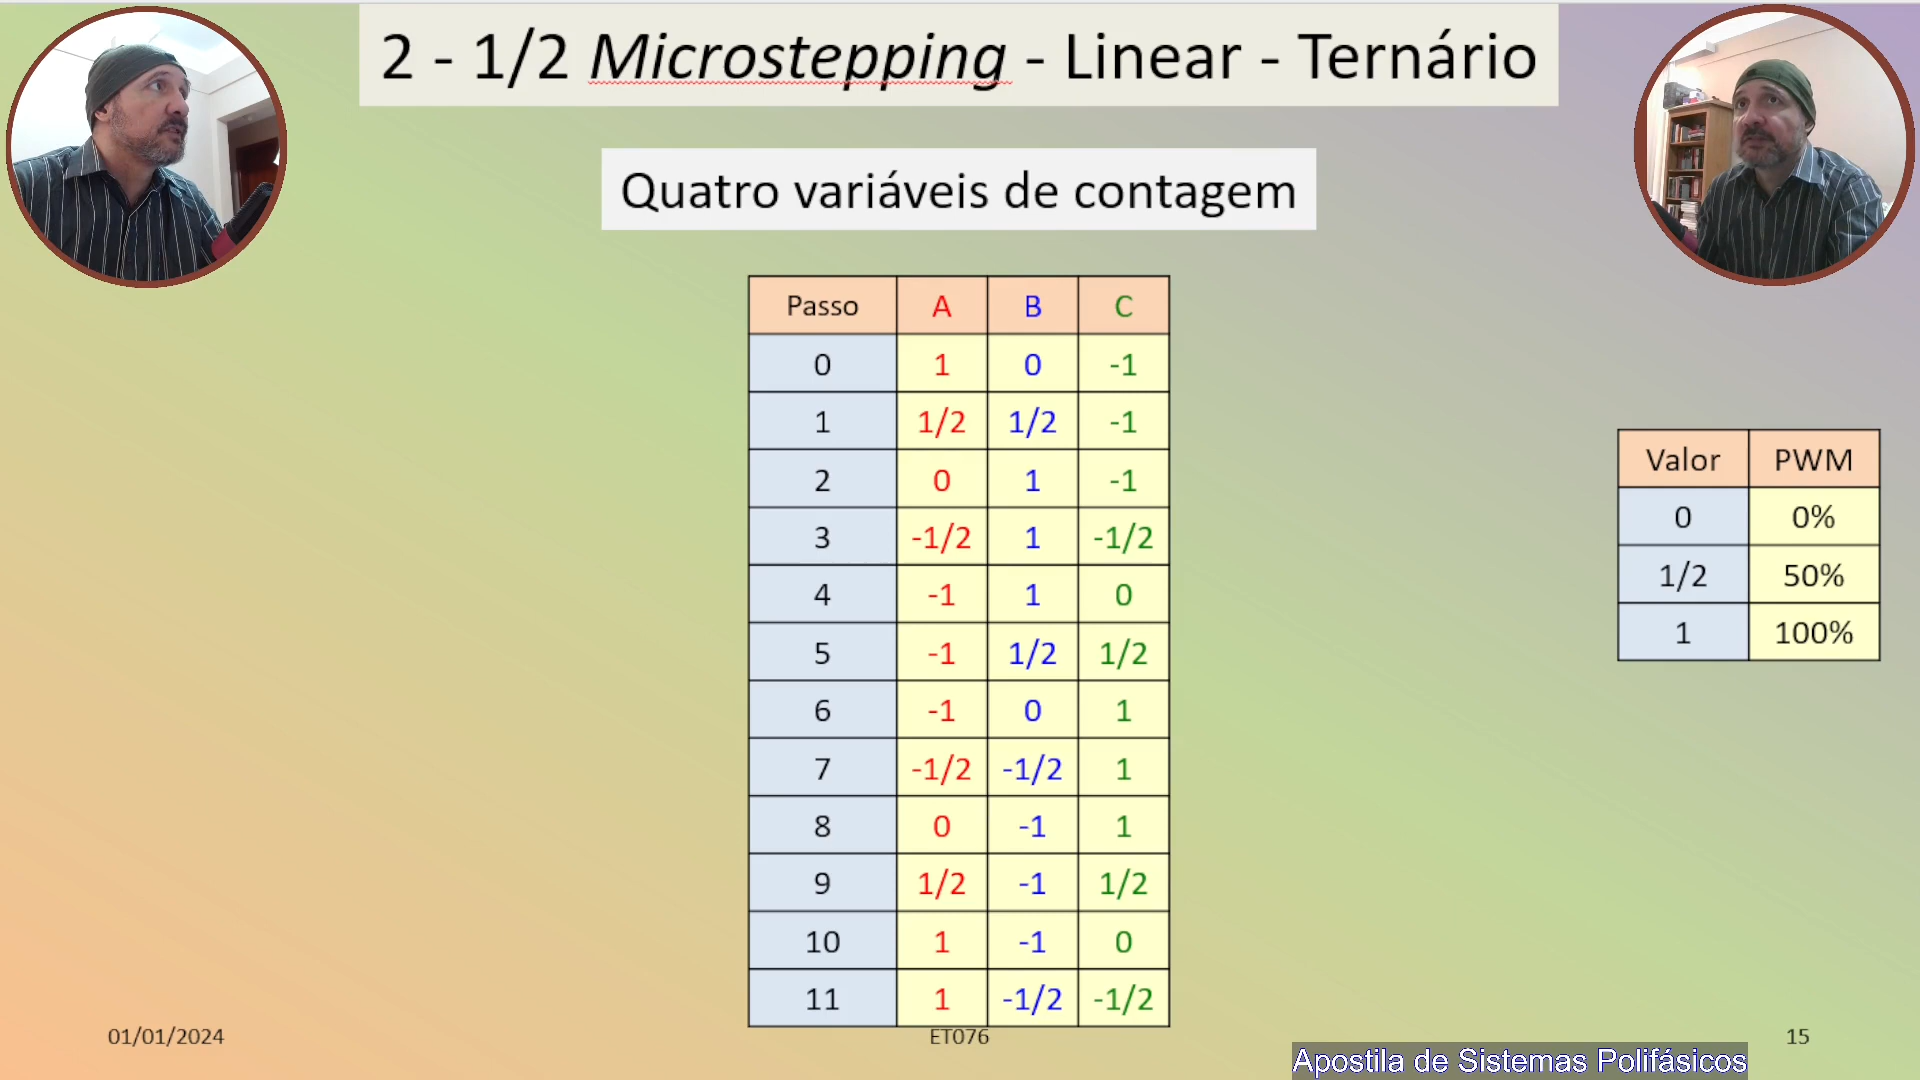 2 - 1/2 Microstepping - Linear - Ternário
Quatro variáveis de contagem
Passo A B C
0 1 0 -1
1 1/2 1/2 -1
2 0 1 -1
3 -1/2 1 -1/2
4 -1 1 0
5 -1 1/2 1/2
6 -1 0 1
7 -1/2 -1/2 1
8 0 -1 1
9 1/2 -1 1/2
10 1 -1 0
11 1 -1/2 -1/2
Valor PWM
0 0%
1/2 50%
1 100%
01/01/2024
ET076
15
Apostila de Sistemas Polifásicos